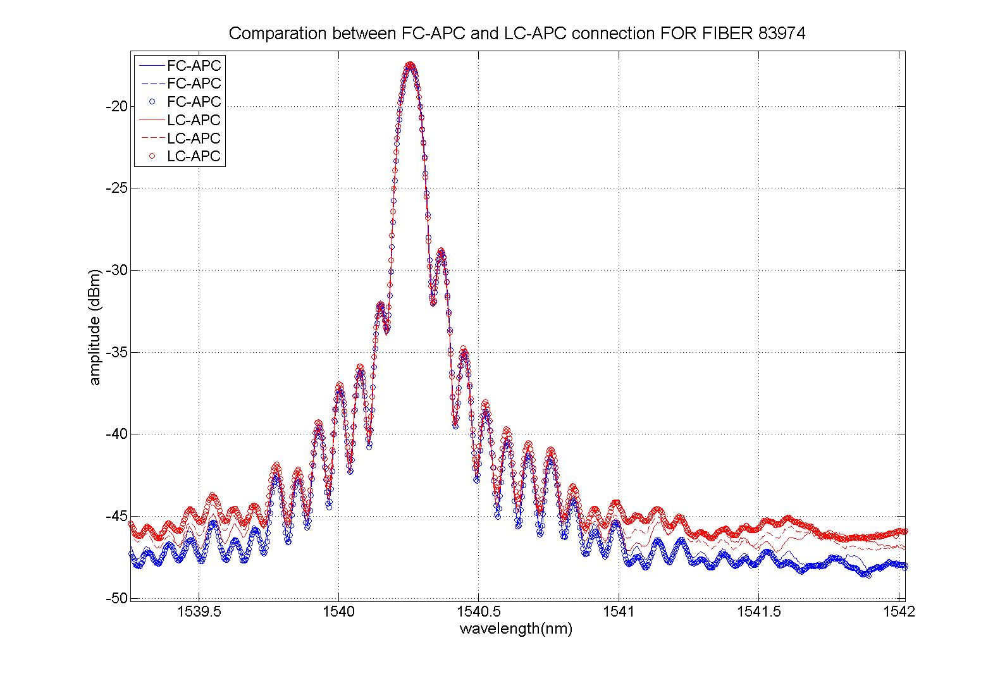 Comparation between FC-APC and LC-APC connection FOR FIBER 83974
FC-APC
FC-APC
FC-APC
LC-APC
LC-APC
LC-APC
-20
-25
-30
-35
-40
-45
-50
amplitude (dBm)
1539.5 1540 1540.5 1541 1541.5 1542
wavelength(nm)